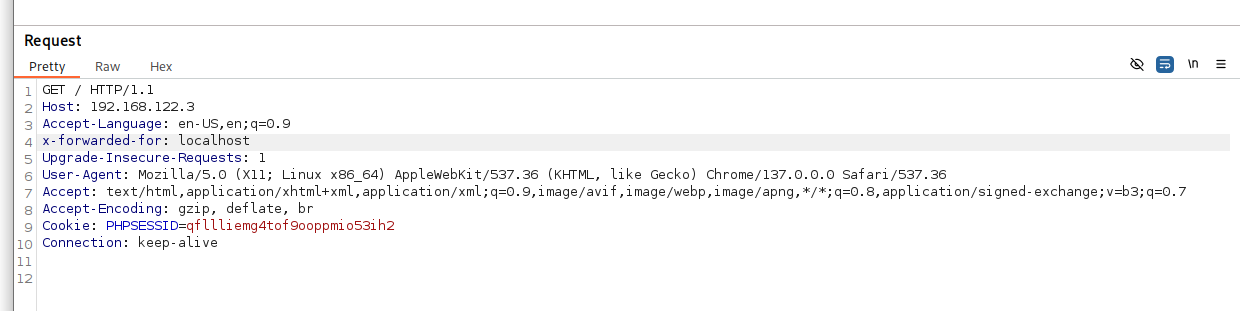 Request
Pretty Raw Hex
\n
1 GET / HTTP/1.1
2 Host: 192.168.122.3
3 Accept-Language: en-US,en;q=0.9
4 x-forwarded-for: localhost
5 Upgrade-Insecure-Requests: 1
6 User-Agent: Mozilla/5.0 (X11; Linux x86_64) AppleWebKit/537.36 (KHTML, like Gecko) Chrome/137.0.0.0 Safari/537.36
7 Accept: text/html,application/xhtml+xml,application/xml;q=0.9,image/avif,image/webp,image/apng,*/*;q=0.8,application/signed-exchange;v=b3;q=0.7
8 Accept-Encoding: gzip, deflate, br
9 Cookie: PHPSESSID=qfllliemg4tof9ooppmio53ih2
10 Connection: keep-alive
11
12